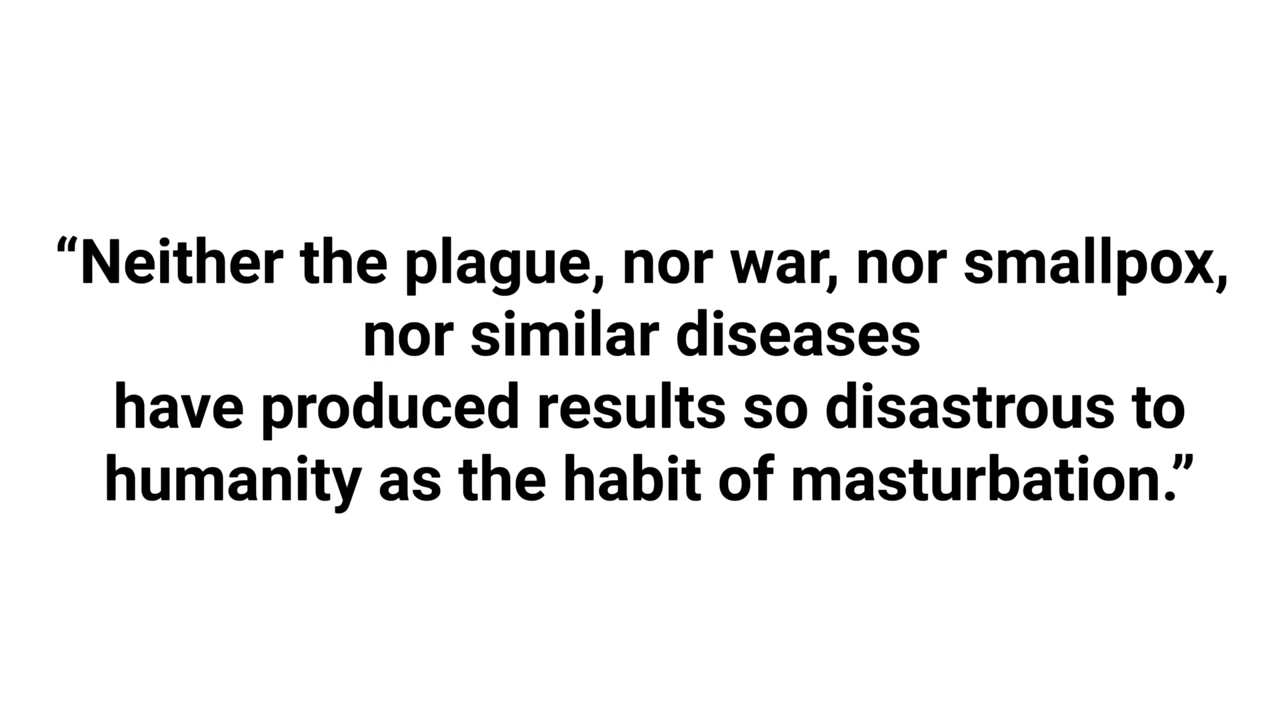 “Neither the plague, nor war, nor smallpox,
nor similar diseases
have produced results so disastrous to
humanity as the habit of masturbation.”